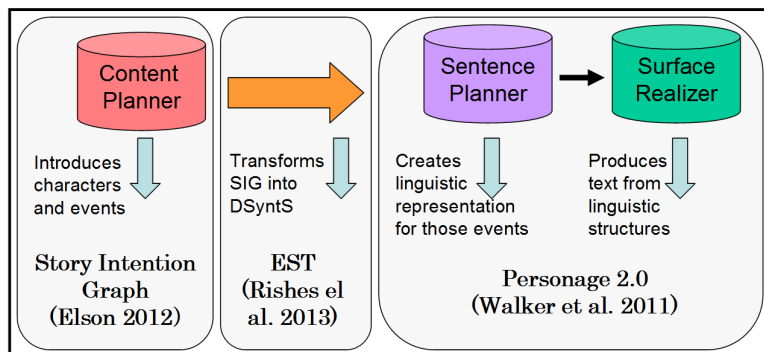 Content
Planner
Sentence
Planner
Surface
Realizer
Introduces
characters
and events
Transforms
SIG into
DSyntS
Creates
linguistic
representation
for those events
Produces
text from
linguistic
structures
Story Intention
Graph
(Elson 2012)
EST
(Rishes el
al. 2013)
Personage 2.0
(Walker et al. 2011)